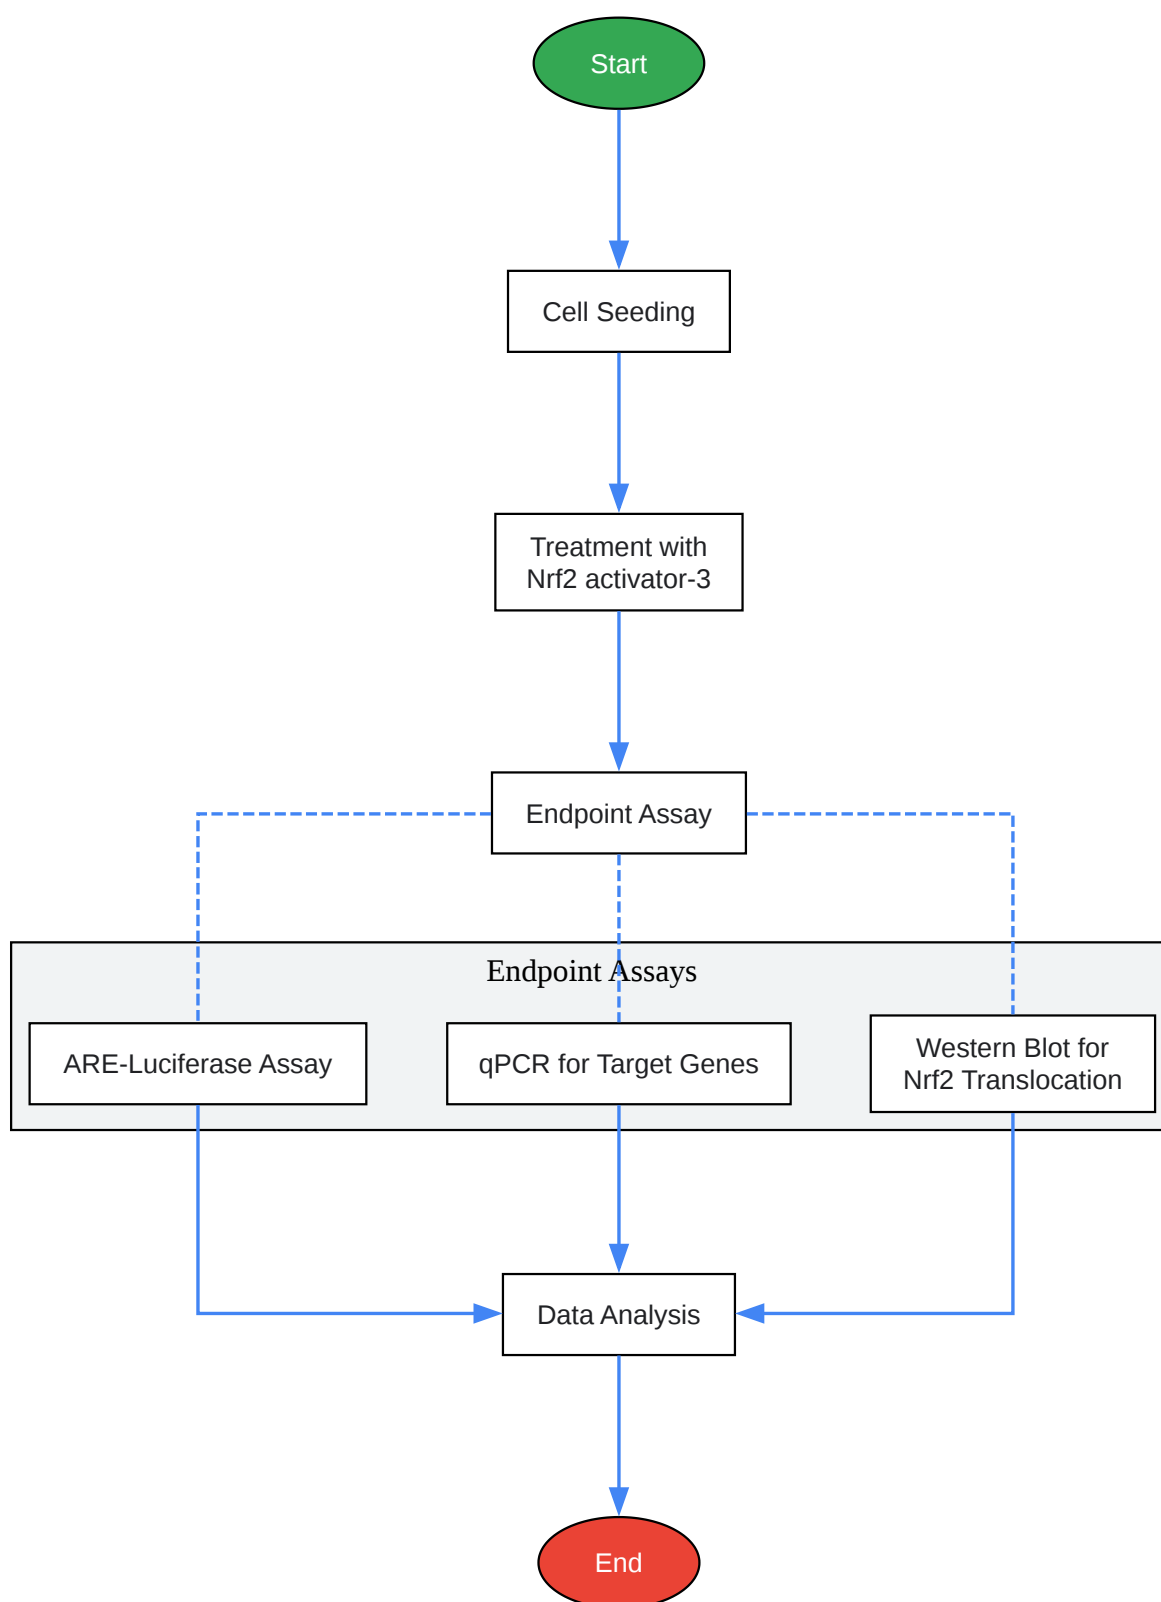 Start
Cell Seeding
Treatment with
Nrf2 activator-3
Endpoint Assay
Endpoint Assays
ARE-Luciferase Assay
qPCR for Target Genes
Western Blot for
Nrf2 Translocation
Data Analysis
End